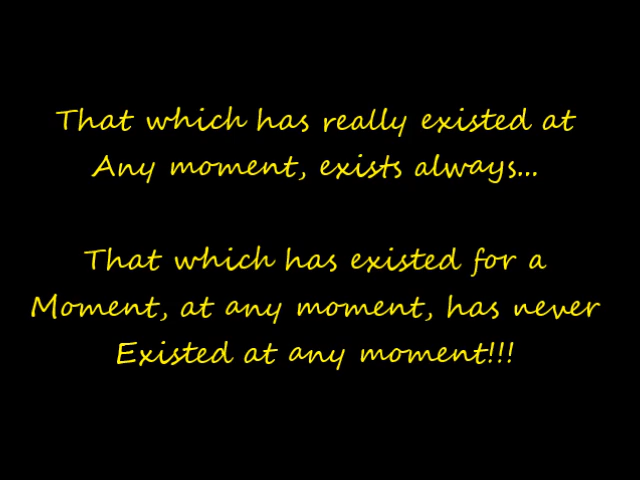 That which has really existed at
Any moment, exists always...
That which has existed for a
Moment, at any moment, has never
Existed at any moment!!!